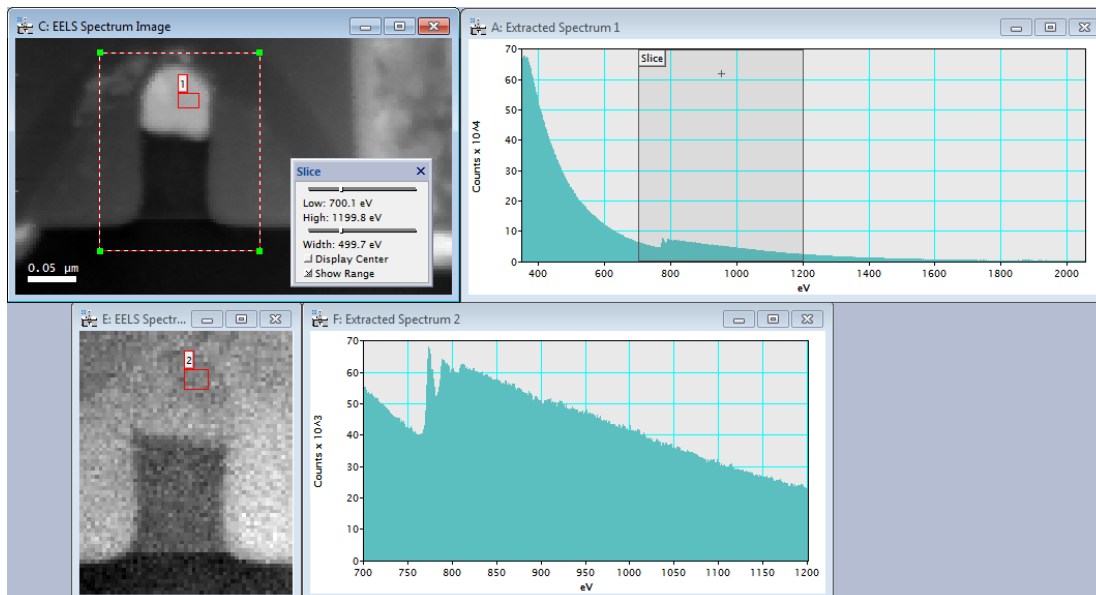 C: EELS Spectrum Image
1
0.05 µm
Slice
Low: 700.1 eV
High: 1199.8 eV
Width: 499.7 eV
Display Center
Show Range
A: Extracted Spectrum 1
Slice
70
60
50
40
30
20
10
0
Counts x 10^4
400 600 800 1000 1200 1400 1600 1800 2000
eV
E: EELS Spectr...
2
F: Extracted Spectrum 2
70
60
50
40
30
20
10
0
Counts x 10^3
700 750 800 850 900 950 1000 1050 1100 1150 1200
eV